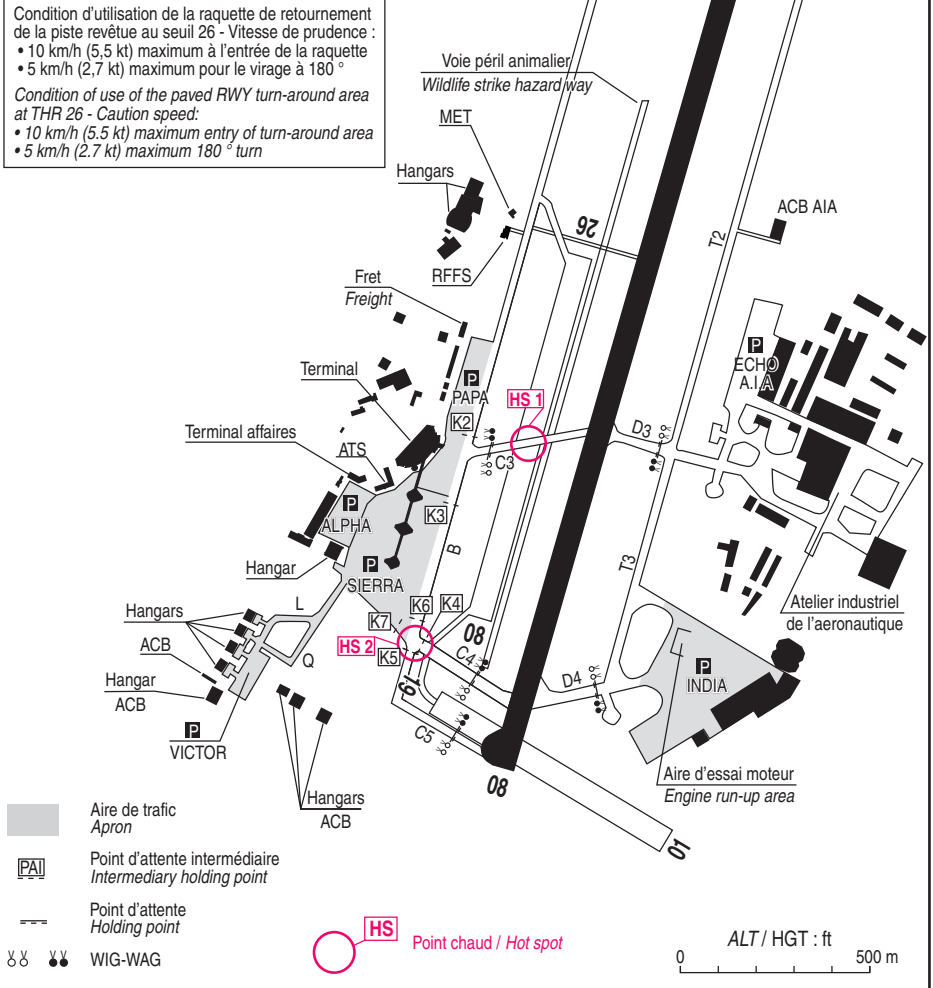 Condition d'utilisation de la raquette de retournement
de la piste revêtue au seuil 26 - Vitesse de prudence :
• 10 km/h (5,5 kt) maximum à l'entrée de la raquette
• 5 km/h (2,7 kt) maximum pour le virage à 180 °
Condition of use of the paved RWY turn-around area
at THR 26 - Caution speed:
• 10 km/h (5.5 kt) maximum entry of turn-around area
• 5 km/h (2.7 kt) maximum 180 ° turn
Voie péril animalier
Wildlife strike hazard way
MET
Hangars
ACB AIA
26
T2
RFFS
Fret
Freight
P
ECHO
A.I.A
Terminal
P
PAPA
HS 1
K2
D3
Terminal affaires
ATS
C3
P
ALPHA
K3
B
T3
Hangar
P
SIERRA
Atelier industriel
de l'aeronautique
Hangars
L
K6
K4
K7
08
ACB
HS 2
K5
C4
Q
P
INDIA
D4
Hangar
ACB
19
C5
P
VICTOR
08
Aire d'essai moteur
Engine run-up area
Hangars
ACB
01
Aire de trafic
Apron
PAI
Point d'attente intermédiaire
Intermediary holding point
Point d'attente
Holding point
WIG-WAG
HS
Point chaud / Hot spot
ALT / HGT : ft
0 500 m